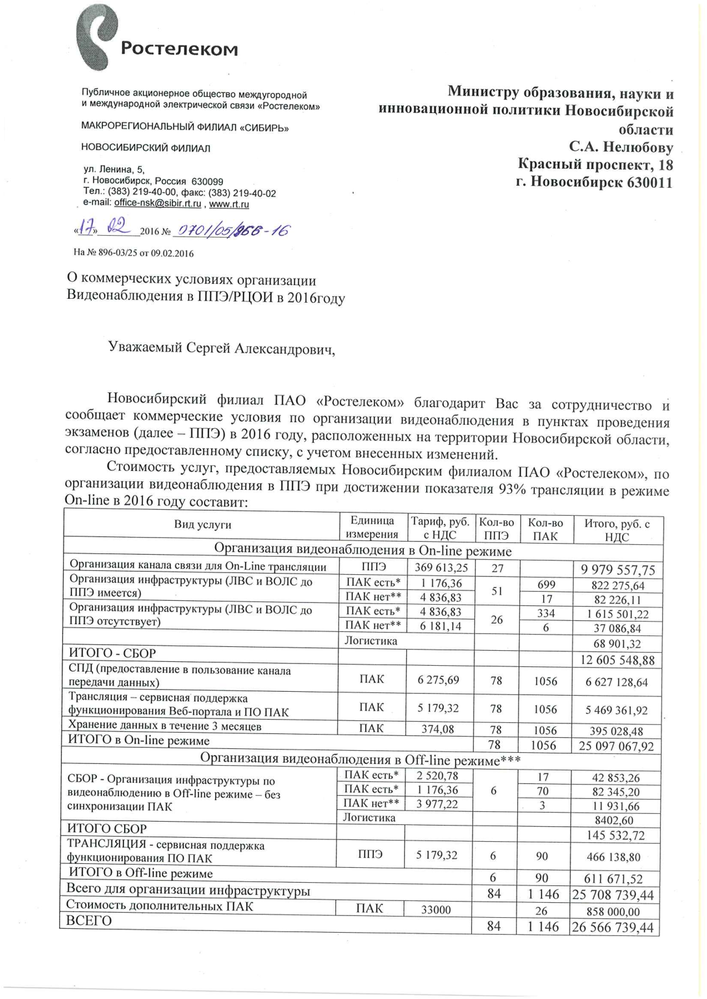 Ростелеком
Публичное акционерное общество междугородной
и международной электрической связи «Ростелеком»
МАКРОРЕГИОНАЛЬНЫЙ ФИЛИАЛ «СИБИРЬ»
НОВОСИБИРСКИЙ ФИЛИАЛ
ул. Ленина, 5,
г. Новосибирск, Россия 630099
Тел.: (383) 219-40-00, факс: (383) 219-40-02
e-mail: office-nsk@sibir.rt.ru , www.rt.ru
«17» 02 2016 № 0701/05/966-16
На № 896-03/25 от 09.02.2016
Министру образования, науки и
инновационной политики Новосибирской
области
С.А. Нелюбову
Красный проспект, 18
г. Новосибирск 630011
О коммерческих условиях организации
Видеонаблюдения в ППЭ/РЦОИ в 2016году
Уважаемый Сергей Александрович,
Новосибирский филиал ПАО «Ростелеком» благодарит Вас за сотрудничество и
сообщает коммерческие условия по организации видеонаблюдения в пунктах проведения
экзаменов (далее – ППЭ) в 2016 году, расположенных на территории Новосибирской области,
согласно предоставленному списку, с учетом внесенных изменений.
Стоимость услуг, предоставляемых Новосибирским филиалом ПАО «Ростелеком», по
организации видеонаблюдения в ППЭ при достижении показателя 93% трансляции в режиме
On-line в 2016 году составит:
Вид услуги Единица измерения Тариф, руб. с НДС Кол-во ППЭ Кол-во ПАК Итого, руб. с НДС
Организация видеонаблюдения в On-line режиме
Организация канала связи для On-Line трансляции ППЭ 369 613,25 27 9 979 557,75
Организация инфраструктуры (ЛВС и ВОЛС до ППЭ имеется) ПАК есть* 1 176,36 51 699 822 275,64
ПАК нет** 4 836,83 17 82 226,11
Организация инфраструктуры (ЛВС и ВОЛС до ППЭ отсутствует) ПАК есть* 4 836,83 26 334 1 615 501,22
ПАК нет** 6 181,14 6 37 086,84
Логистика 68 901,32
ИТОГО - СБОР 12 605 548,88
СПД (предоставление в пользование канала передачи данных) ПАК 6 275,69 78 1056 6 627 128,64
Трансляция – сервисная поддержка функционирования Веб-портала и ПО ПАК ПАК 5 179,32 78 1056 5 469 361,92
Хранение данных в течение 3 месяцев ПАК 374,08 78 1056 395 028,48
ИТОГО в On-line режиме 78 1056 25 097 067,92
Организация видеонаблюдения в Off-line режиме***
СБОР - Организация инфраструктуры по видеонаблюдению в Off-line режиме – без синхронизации ПАК ПАК есть* 2 520,78 6 17 42 853,26
ПАК есть* 1 176,36 70 82 345,20
ПАК нет** 3 977,22 3 11 931,66
Логистика 8402,60
ИТОГО СБОР 145 532,72
ТРАНСЛЯЦИЯ - сервисная поддержка функционирования ПО ПАК ППЭ 5 179,32 6 90 466 138,80
ИТОГО в Off-line режиме 6 90 611 671,52
Всего для организации инфраструктуры 84 1 146 25 708 739,44
Стоимость дополнительных ПАК ПАК 33000 26 858 000,00
ВСЕГО 84 1 146 26 566 739,44